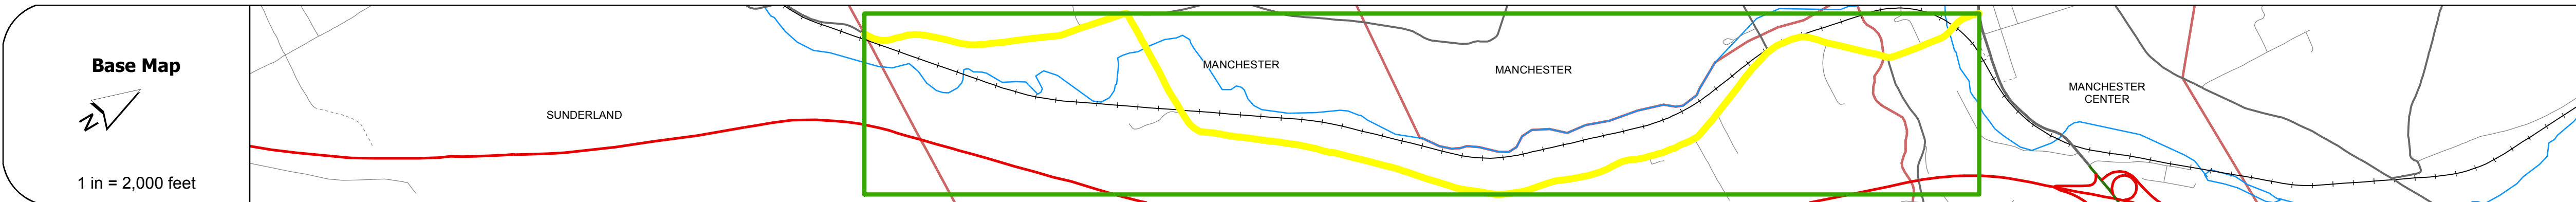 Base Map
N
1 in = 2,000 feet
SUNDERLAND
MANCHESTER
MANCHESTER
MANCHESTER
CENTER